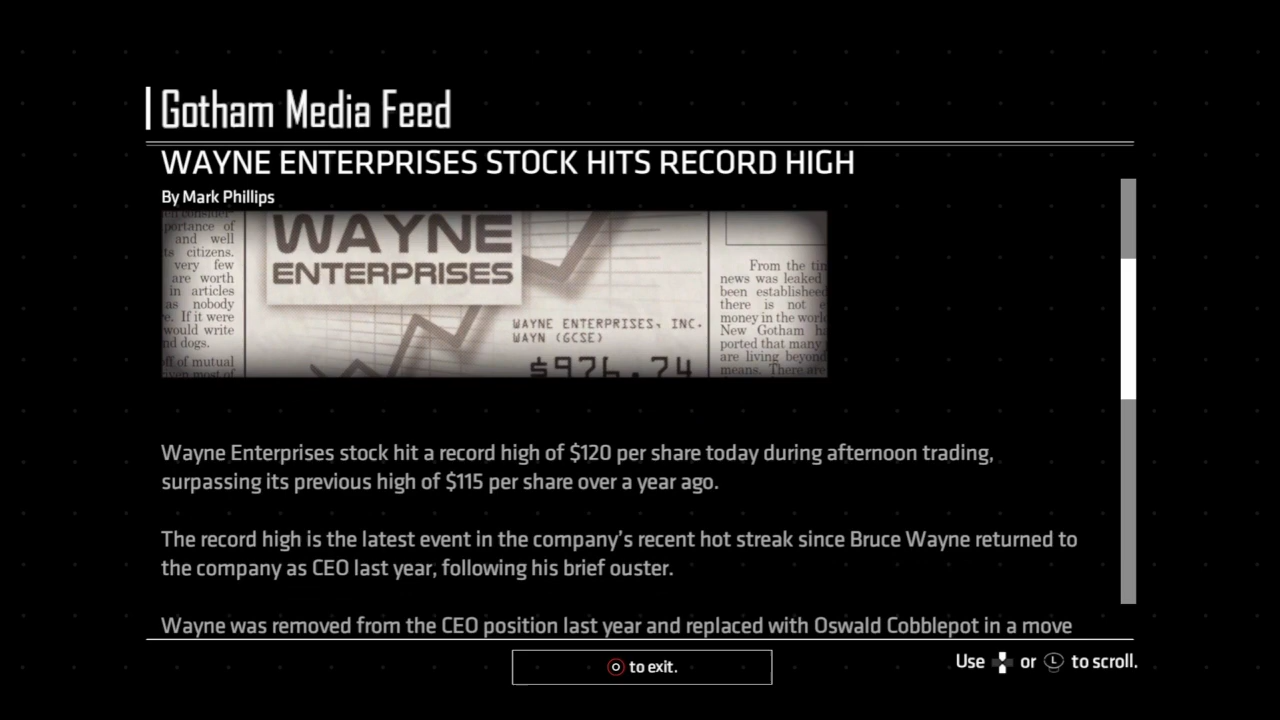 Gotham Media Feed
WAYNE ENTERPRISES STOCK HITS RECORD HIGH
By Mark Phillips
portance of
and well
ts citizens.
very few
are worth
in articles
as nobody
e. If it were
would write
nd dogs.
ff of mutual
WAYNE
ENTERPRISES
WAYNE ENTERPRISES, INC.
WAYN (GCSE)
$976.74
From the tin
news was leaked
been established
there is not e
money in the world
New Gotham ha
ported that many
are living beyond
means. There are
Wayne Enterprises stock hit a record high of $120 per share today during afternoon trading,
surpassing its previous high of $115 per share over a year ago.
The record high is the latest event in the company's recent hot streak since Bruce Wayne returned to
the company as CEO last year, following his brief ouster.
Wayne was removed from the CEO position last year and replaced with Oswald Cobblepot in a move
to exit.
Use or L to scroll.